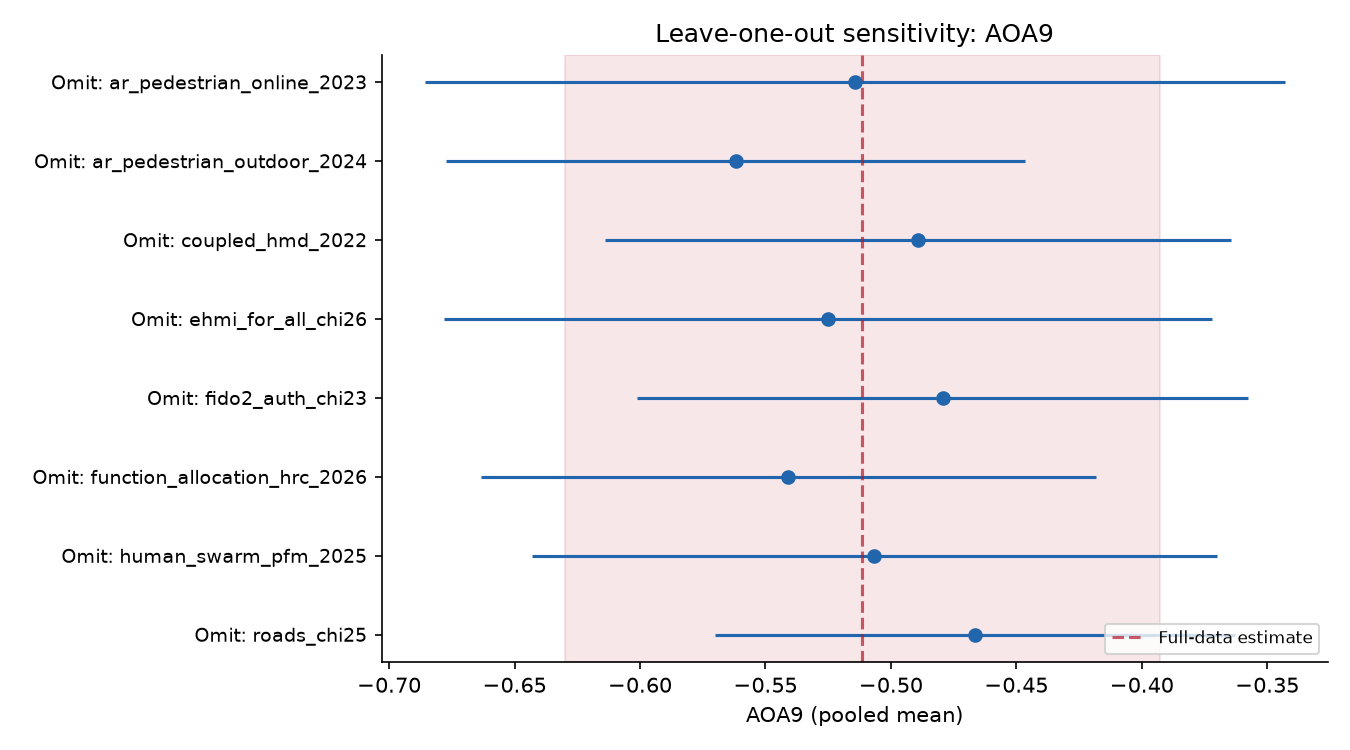 Leave-one-out sensitivity: AOA9
Omit: ar_pedestrian_online_2023
Omit: ar_pedestrian_outdoor_2024
Omit: coupled_hmd_2022
Omit: ehmi_for_all_chi26
Omit: fido2_auth_chi23
Omit: function_allocation_hrc_2026
Omit: human_swarm_pfm_2025
Omit: roads_chi25
Full-data estimate
−0.70 −0.65 −0.60 −0.55 −0.50 −0.45 −0.40 −0.35
AOA9 (pooled mean)